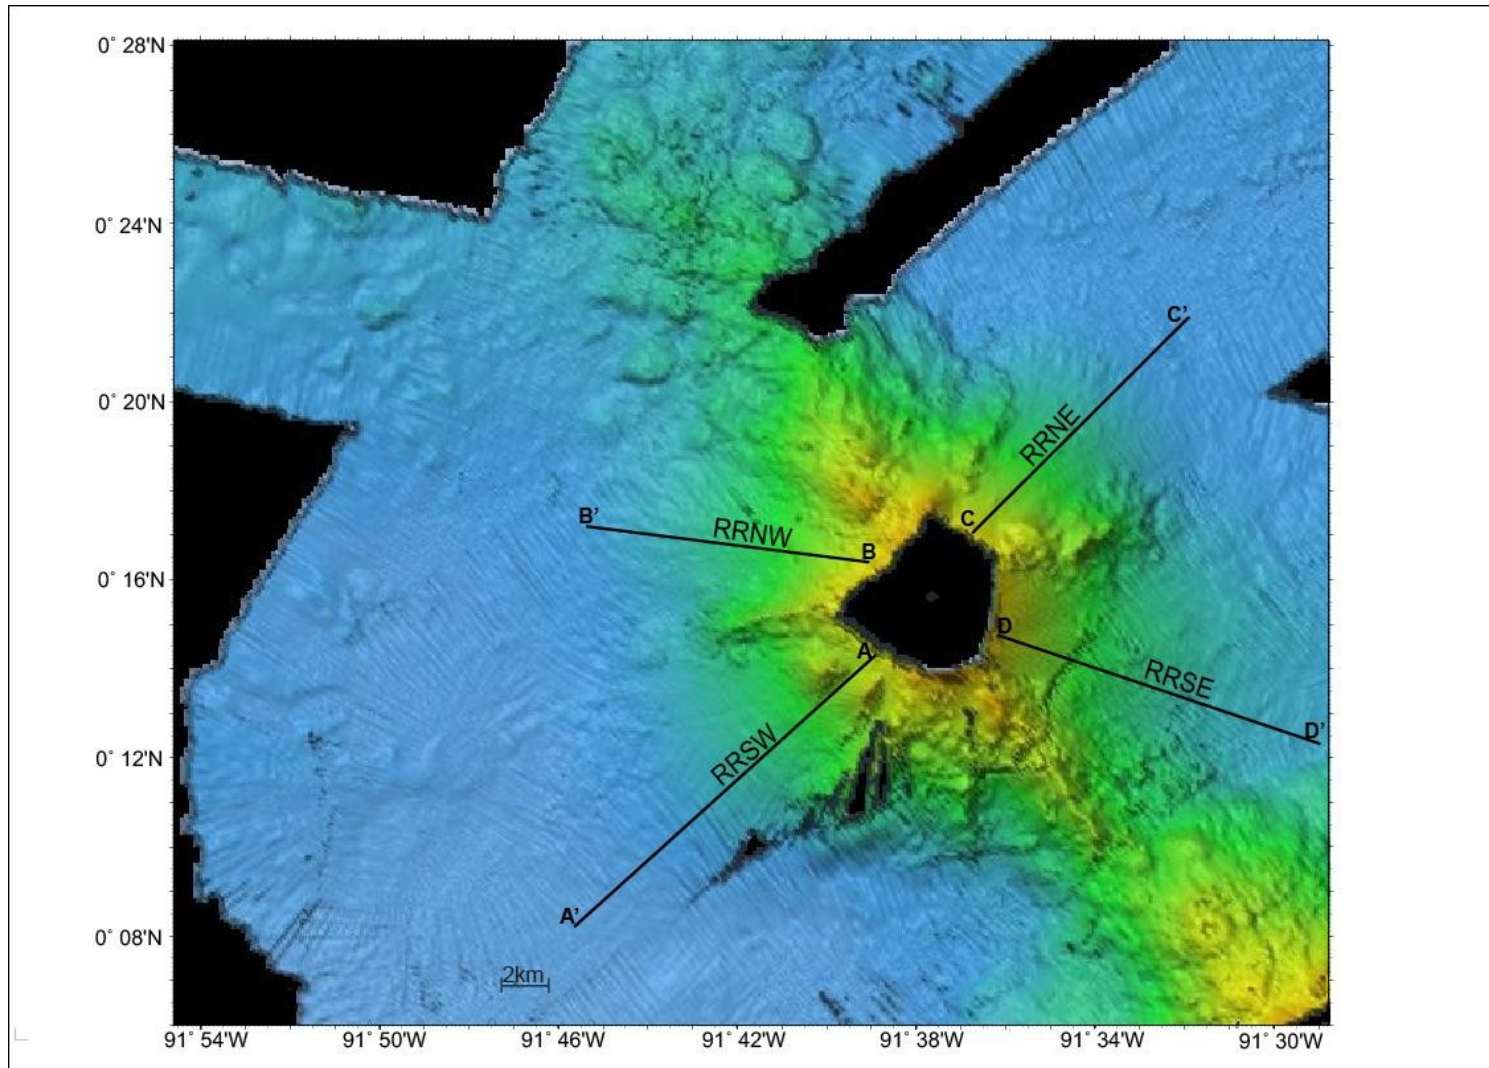 0° 28'N
0° 24'N
C'
0° 20'N
RRNE
B'
RRNW
C
B
0° 16'N
D
A
RRSE
D'
RRSW
0° 12'N
A'
0° 08'N
2km
91° 54'W 91° 50'W 91° 46'W 91° 42'W 91° 38'W 91° 34'W 91° 30'W